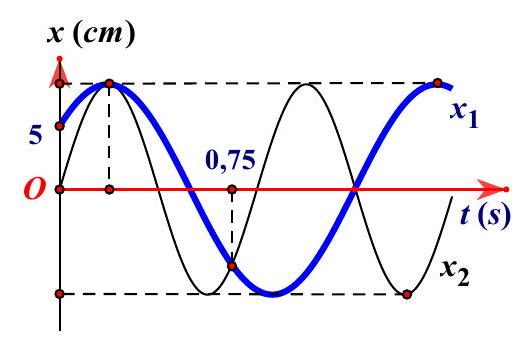 x (cm)
x₁
5
0,75
O
t (s)
x₂